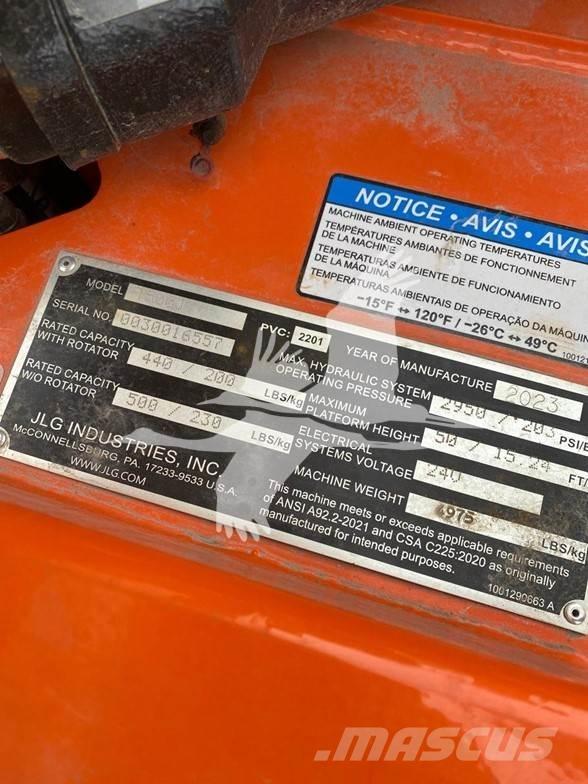 NOTICE • AVIS • AVIS
MACHINE AMBIENT OPERATING TEMPERATURES
TEMPÉRATURES AMBIANTES DE FONCTIONNEMENT
DE LA MACHINE
TEMPERATURAS AMBIENTE DE FUNCIONAMIENTO
DE LA MÁQUINA
TEMPERATURAS AMBIENTAIS DE OPERAÇÃO DA MÁQUINA
-15°F ↔ 120°F / -26°C ↔ 49°C
MODEL
SERIAL NO. 0030016557
PVC: 2201
YEAR OF MANUFACTURE 2023
RATED CAPACITY
WITH ROTATOR 440 / 200 LBS/kg
MAX. HYDRAULIC SYSTEM
OPERATING PRESSURE 2950 / 203
RATED CAPACITY
W/O ROTATOR 500 / 230 LBS/kg
MAXIMUM
PLATFORM HEIGHT 50 / 15.24 FT/
ELECTRICAL
SYSTEMS VOLTAGE 240
MACHINE WEIGHT LBS/kg
JLG INDUSTRIES, INC.
McCONNELLSBURG, PA. 17233-9533 U.S.A.
WWW.JLG.COM
This machine meets or exceeds applicable requirements
of ANSI A92.2-2021 and CSA C225:2020 as originally
manufactured for intended purposes.
1001290663 A
MASCUS